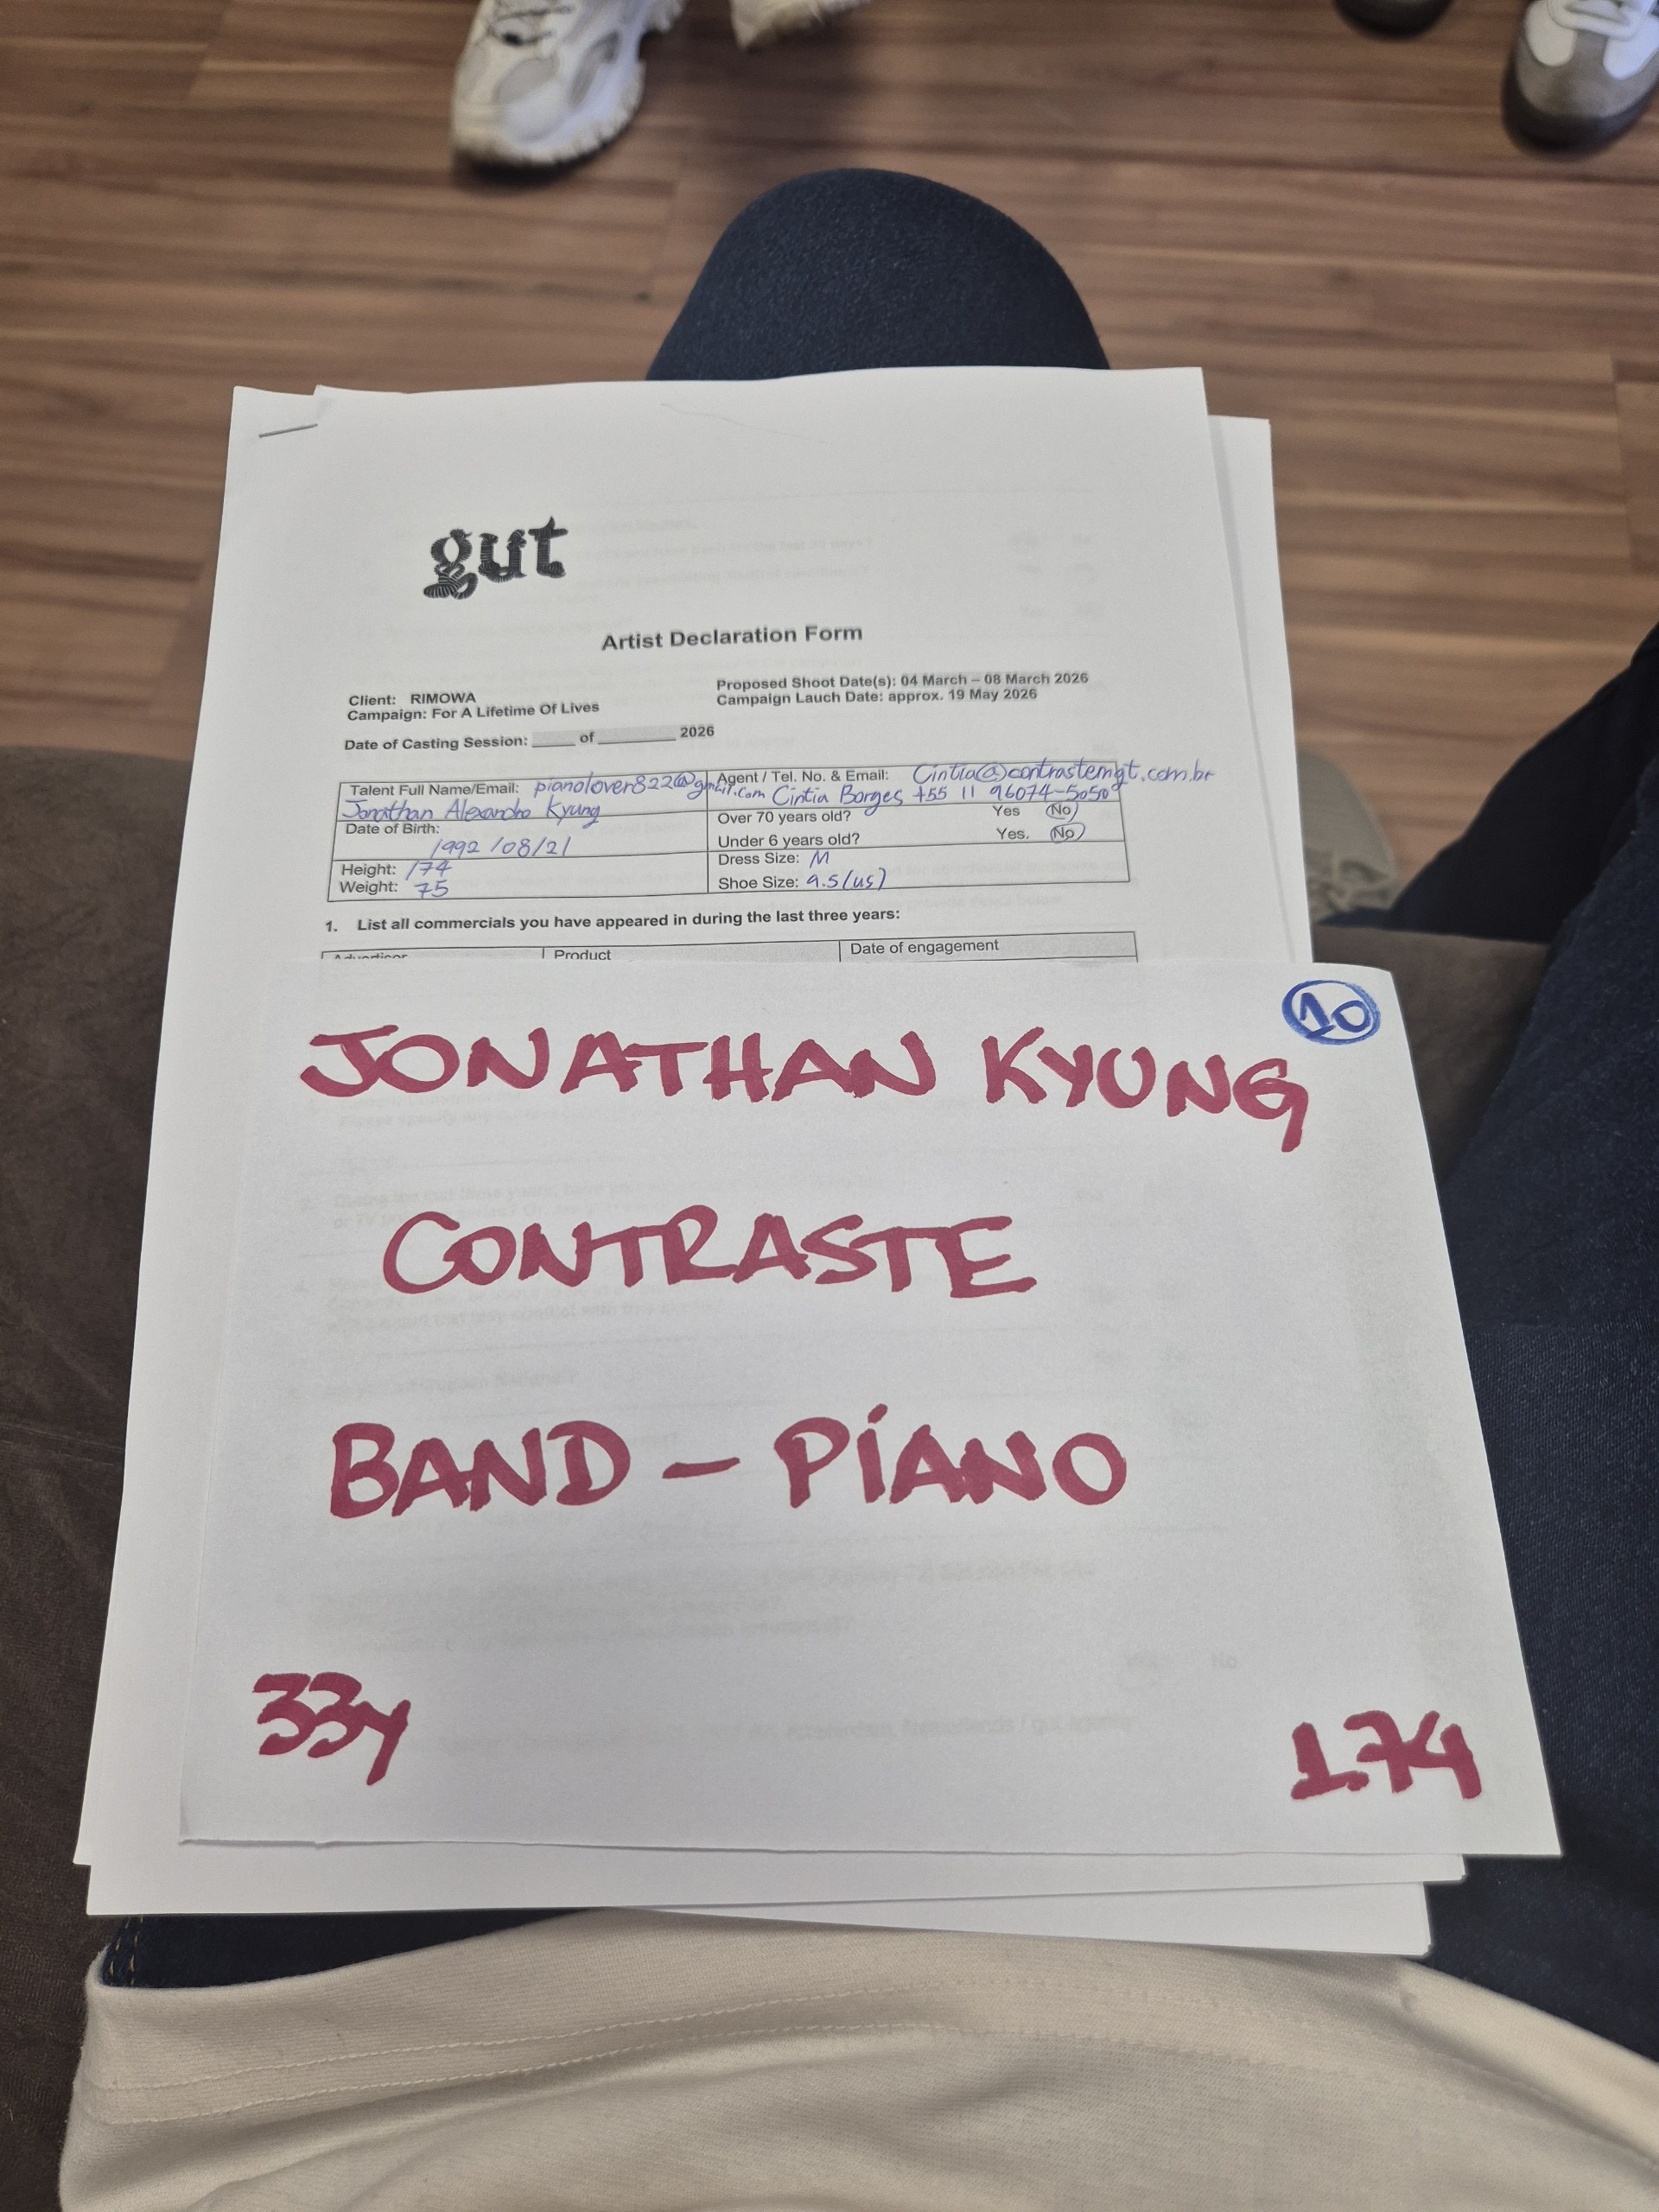 gut
Artist Declaration Form
Client: RIMOWA
Campaign: For A Lifetime Of Lives
Proposed Shoot Date(s): 04 March – 08 March 2026
Campaign Lauch Date: approx. 19 May 2026
Date of Casting Session: _____ of _________ 2026
Talent Full Name/Email: pianolover822@gmail.com
Jonathan Alexandre Kyung
Agent / Tel. No. & Email: Cintia@contrastemgt.com.br
Cintia Borges +55 11 96074-5050
Date of Birth:
1992/08/21
Over 70 years old? Yes No
Under 6 years old? Yes. No
Height: 174
Weight: 75
Dress Size: M
Shoe Size: 9.5(us)
1. List all commercials you have appeared in during the last three years:
Advertiser Product Date of engagement
10
JONATHAN KYUNG
CONTRASTE
BAND - PIANO
33y
1.74